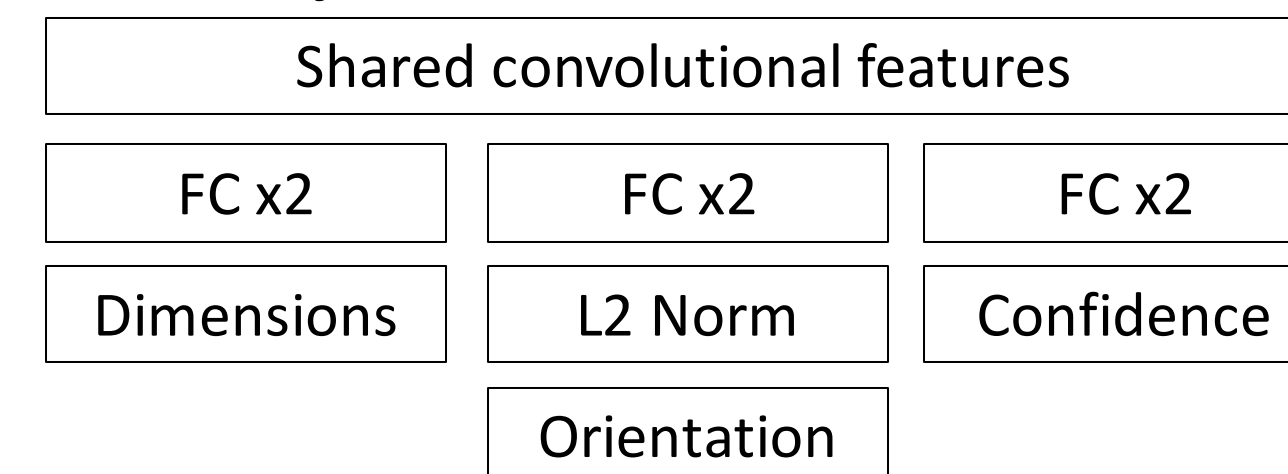 Shared convolutional features
FC x2 FC x2 FC x2
Dimensions L2 Norm Confidence
Orientation